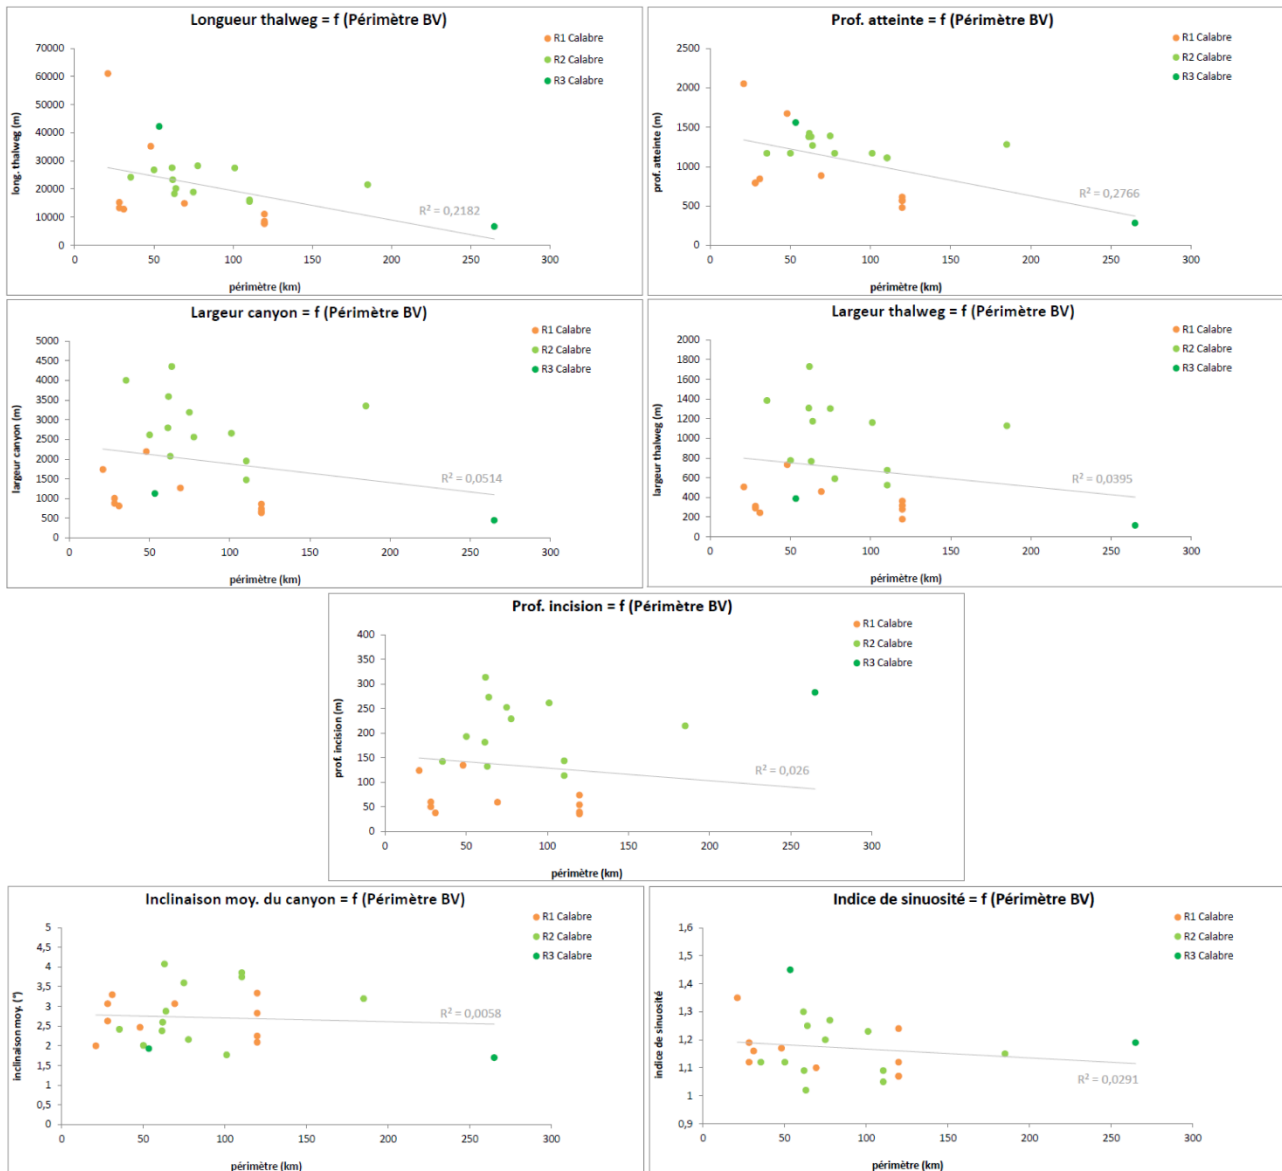 Longueur thalweg = f (Périmètre BV)
R1 Calabre
R2 Calabre
R3 Calabre
long. thalweg (m)
70000
60000
50000
40000
30000
20000
10000
0
R² = 0,2182
0 50 100 150 200 250 300
périmètre (km)
Prof. atteinte = f (Périmètre BV)
R1 Calabre
R2 Calabre
R3 Calabre
prof. atteinte (m)
2500
2000
1500
1000
500
0
R² = 0,2766
0 50 100 150 200 250 300
périmètre (km)
Largeur canyon = f (Périmètre BV)
R1 Calabre
R2 Calabre
R3 Calabre
largeur canyon (m)
5000
4500
4000
3500
3000
2500
2000
1500
1000
500
0
R² = 0,0514
0 50 100 150 200 250 300
périmètre (km)
Largeur thalweg = f (Périmètre BV)
R1 Calabre
R2 Calabre
R3 Calabre
largeur thalweg (m)
2000
1800
1600
1400
1200
1000
800
600
400
200
0
R² = 0,0395
0 50 100 150 200 250 300
périmètre (km)
Prof. incision = f (Périmètre BV)
R1 Calabre
R2 Calabre
R3 Calabre
prof. incision (m)
400
350
300
250
200
150
100
50
0
R² = 0,026
0 50 100 150 200 250 300
périmètre (km)
Inclinaison moy. du canyon = f (Périmètre BV)
R1 Calabre
R2 Calabre
R3 Calabre
inclinaison moy. (°)
5
4,5
4
3,5
3
2,5
2
1,5
1
0,5
0
R² = 0,0058
0 50 100 150 200 250 300
périmètre (km)
Indice de sinuosité = f (Périmètre BV)
R1 Calabre
R2 Calabre
R3 Calabre
indice de sinuosité
1,6
1,5
1,4
1,3
1,2
1,1
1
0,9
R² = 0,0291
0 50 100 150 200 250 300
périmètre (km)